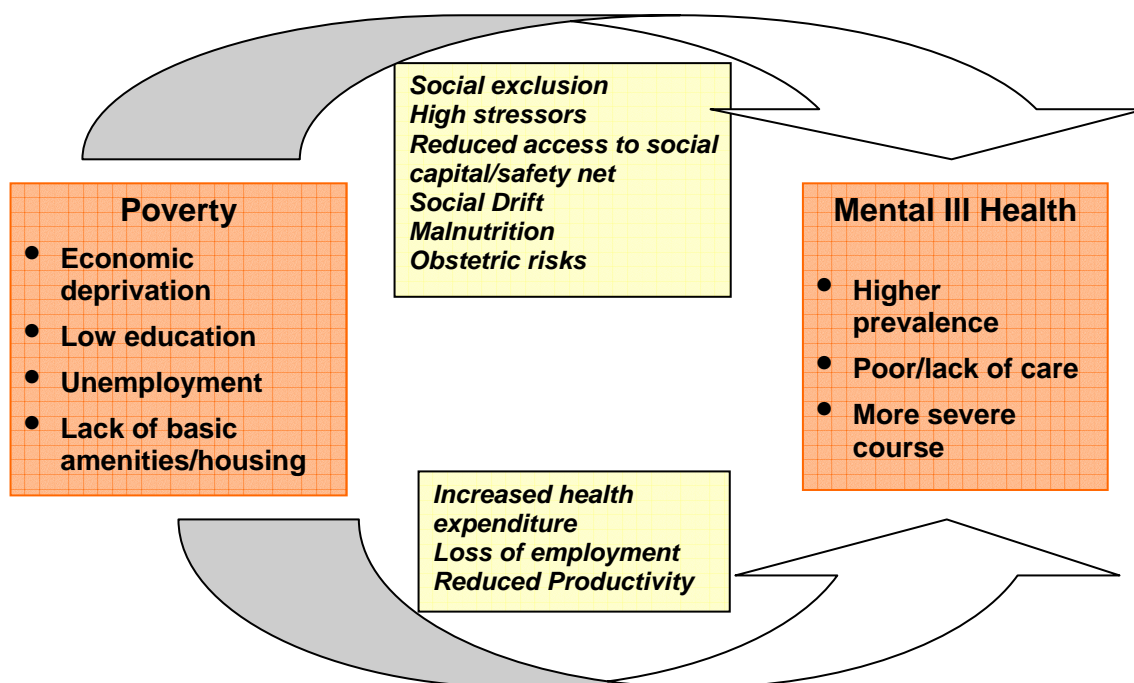 Social exclusion
High stressors
Reduced access to social
capital/safety net
Social Drift
Malnutrition
Obstetric risks
Poverty
• Economic
deprivation
• Low education
• Unemployment
• Lack of basic
amenities/housing
Mental Ill Health
• Higher
prevalence
• Poor/lack of care
• More severe
course
Increased health
expenditure
Loss of employment
Reduced Productivity